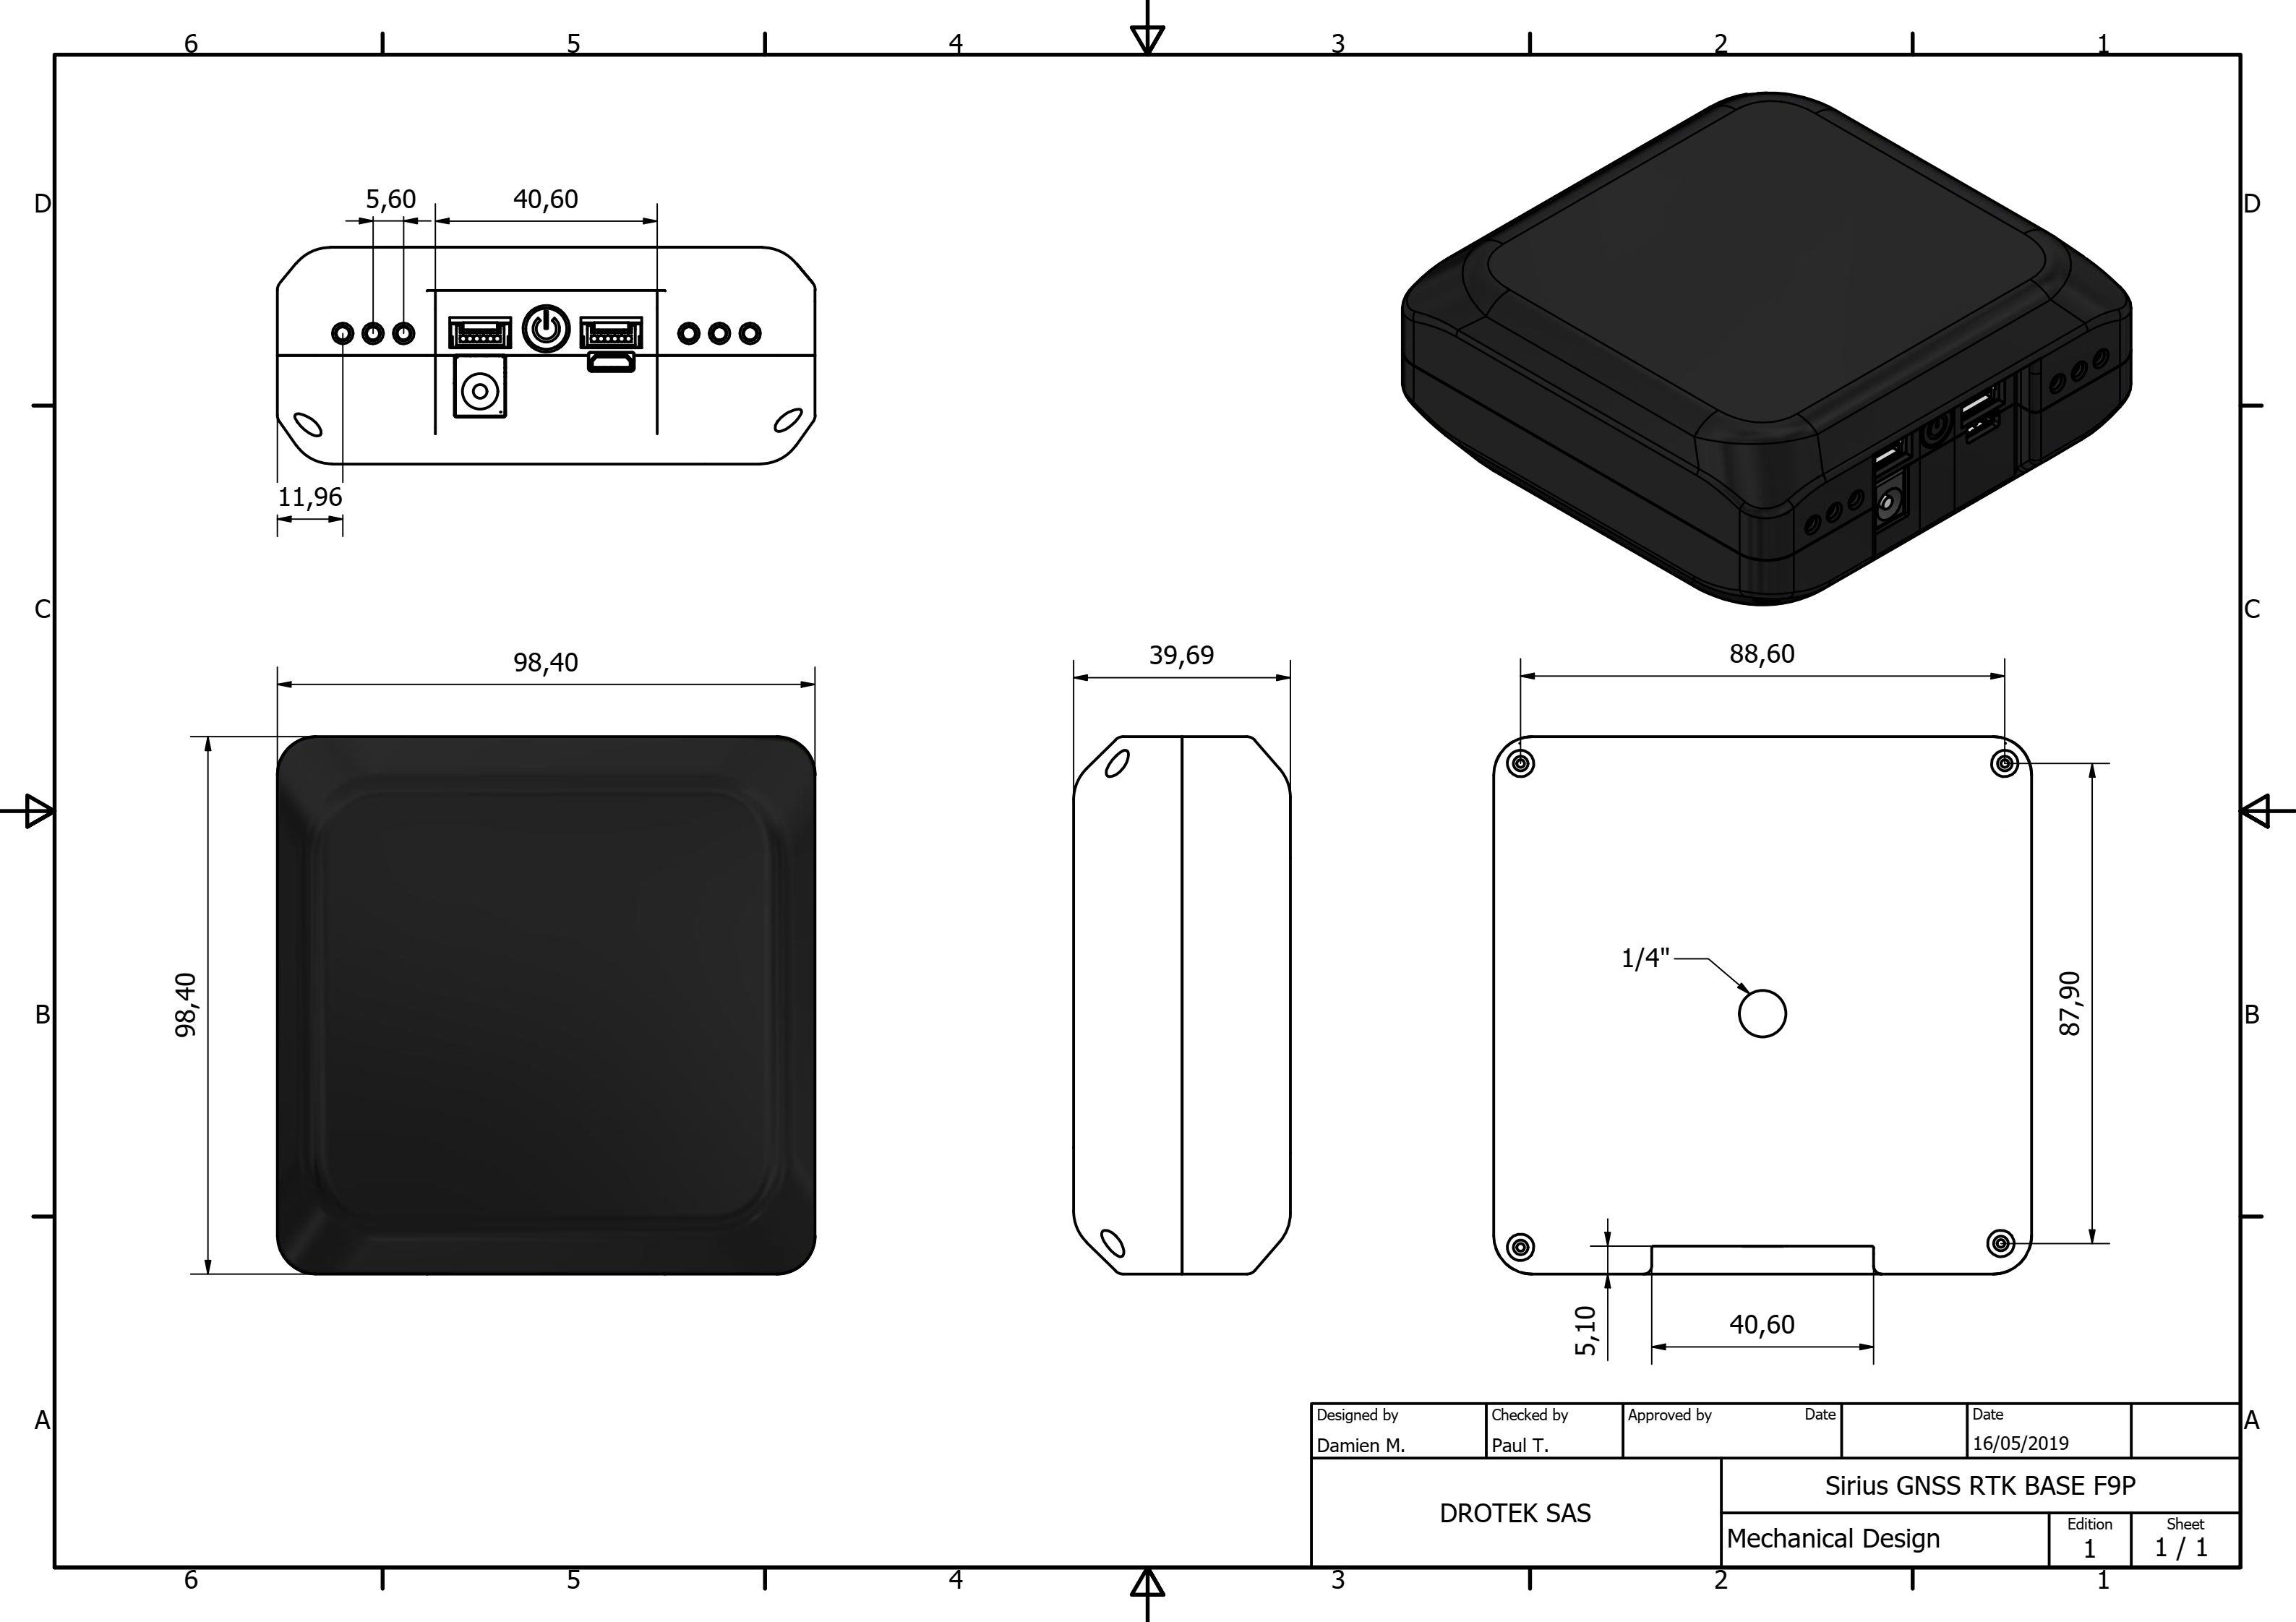 6 5 4 3 2 1
D D
5,60 40,60
11,96
C C
98,40 39,69 88,60
98,40
1/4"
87,90
B B
5,10
40,60
A A
Designed by Checked by Approved by Date Date
Damien M. Paul T. 16/05/2019
DROTEK SAS
Sirius GNSS RTK BASE F9P
Mechanical Design
Edition Sheet
1 1 / 1
6 5 4 3 2 1